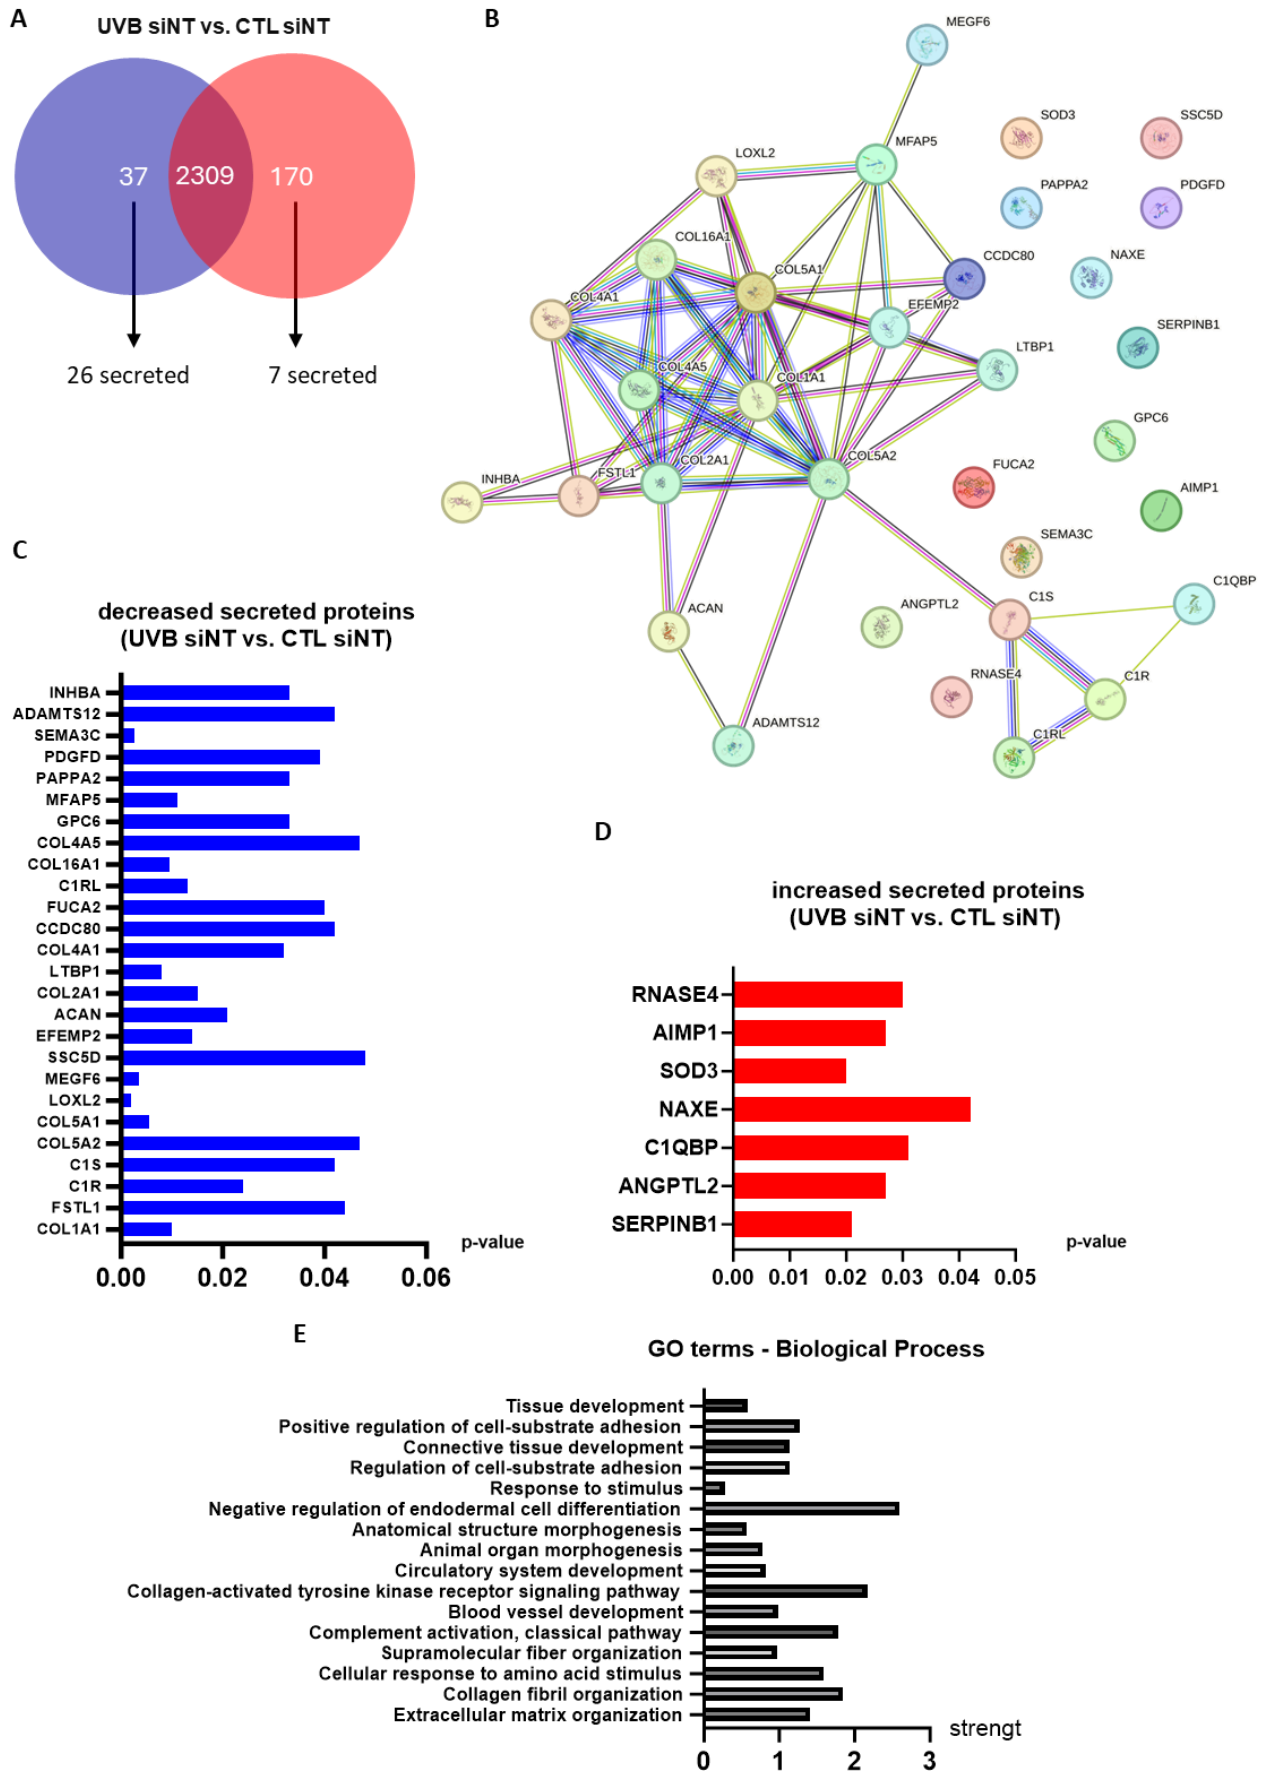 A
UVB siNT vs. CTL siNT
37
2309
170
26 secreted
7 secreted
B
MEGF6
SOD3
SSC5D
MFAP5
LOXL2
PAPPA2
PDGFD
COL16A1
CCDC80
NAXE
COL5A1
COL4A1
EFEMP2
SERPINB1
LTBP1
COL4A5
COL1A1
GPC6
COL5A2
COL2A1
FUCA2
FSTL1
INHBA
AIMP1
SEMA3C
C1QBP
C1S
ANGPTL2
ACAN
RNASE4
C1R
ADAMTS12
C1RL
C
decreased secreted proteins
(UVB siNT vs. CTL siNT)
INHBA
ADAMTS12
SEMA3C
PDGFD
PAPPA2
MFAP5
GPC6
COL4A5
COL16A1
C1RL
FUCA2
CCDC80
COL4A1
LTBP1
COL2A1
ACAN
EFEMP2
SSC5D
MEGF6
LOXL2
COL5A1
COL5A2
C1S
C1R
FSTL1
COL1A1
p-value
0.00 0.02 0.04 0.06
D
increased secreted proteins
(UVB siNT vs. CTL siNT)
RNASE4
AIMP1
SOD3
NAXE
C1QBP
ANGPTL2
SERPINB1
p-value
0.00 0.01 0.02 0.03 0.04 0.05
E
GO terms - Biological Process
Tissue development
Positive regulation of cell-substrate adhesion
Connective tissue development
Regulation of cell-substrate adhesion
Response to stimulus
Negative regulation of endodermal cell differentiation
Anatomical structure morphogenesis
Animal organ morphogenesis
Circulatory system development
Collagen-activated tyrosine kinase receptor signaling pathway
Blood vessel development
Complement activation, classical pathway
Supramolecular fiber organization
Cellular response to amino acid stimulus
Collagen fibril organization
Extracellular matrix organization
strengt
0 1 2 3